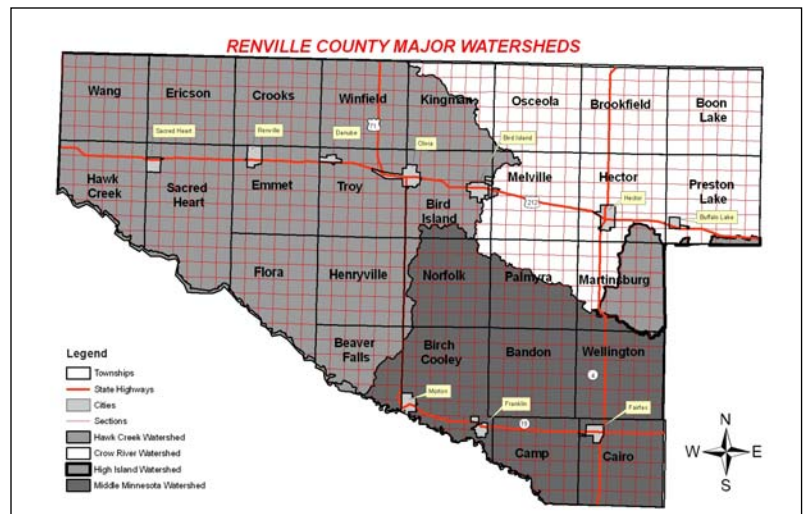 RENVILLE COUNTY MAJOR WATERSHEDS
Wang
Ericson
Crooks
Winfield
Kingman
Osceola
Brookfield
Boon
Lake
71
Sacred Heart
Renville
Danube
Olivia
Bird Island
Hawk
Creek
Sacred
Heart
Emmet
Troy
Bird
Island
Melville
212
Hector
Hector
Preston
Lake
Buffalo Lake
Flora
Henryville
Norfolk
Palmyra
Martinsburg
Beaver
Falls
Birch
Cooley
Bandon
Wellington
4
Morton
Franklin
19
Fairfax
Camp
Cairo
Legend
Townships
State Highways
Cities
Sections
Hawk Creek Watershed
Crow River Watershed
High Island Watershed
Middle Minnesota Watershed
N
W
E
S